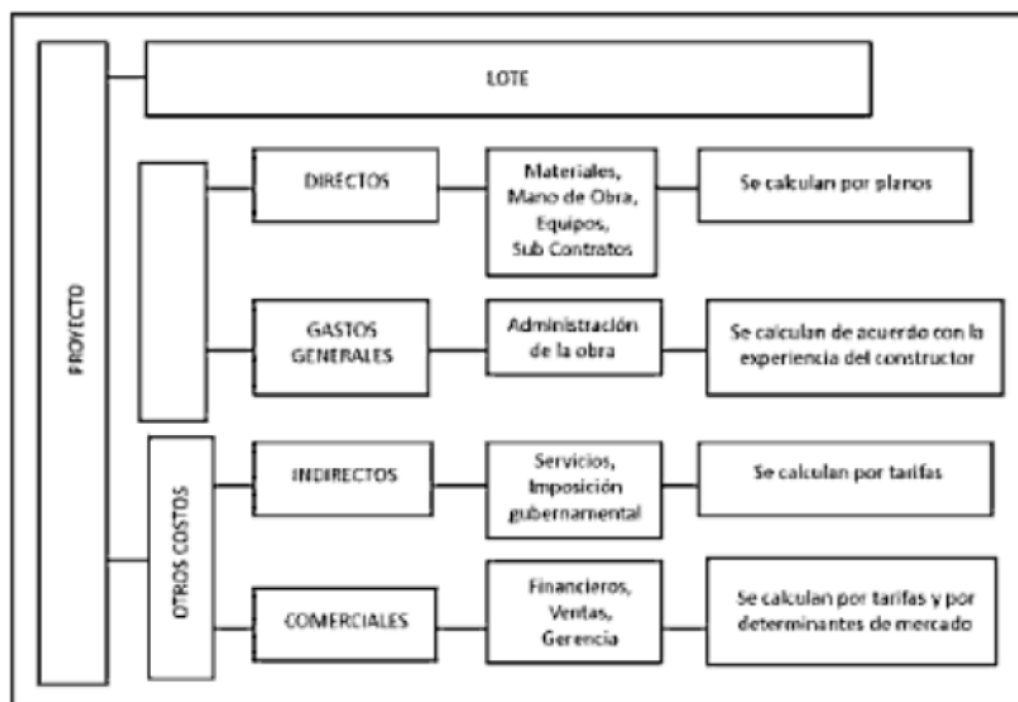 PROYECTO
LOTE
DIRECTOS
Materiales,
Mano de Obra,
Equipos,
Sub Contratos
Se calculan por planos
GASTOS
GENERALES
Administración
de la obra
Se calculan de acuerdo con la
experiencia del constructor
OTROS COSTOS
INDIRECTOS
Servicios,
Imposición
gubernamental
Se calculan por tarifas
COMERCIALES
Financieros,
Ventas,
Gerencia
Se calculan por tarifas y por
determinantes de mercado